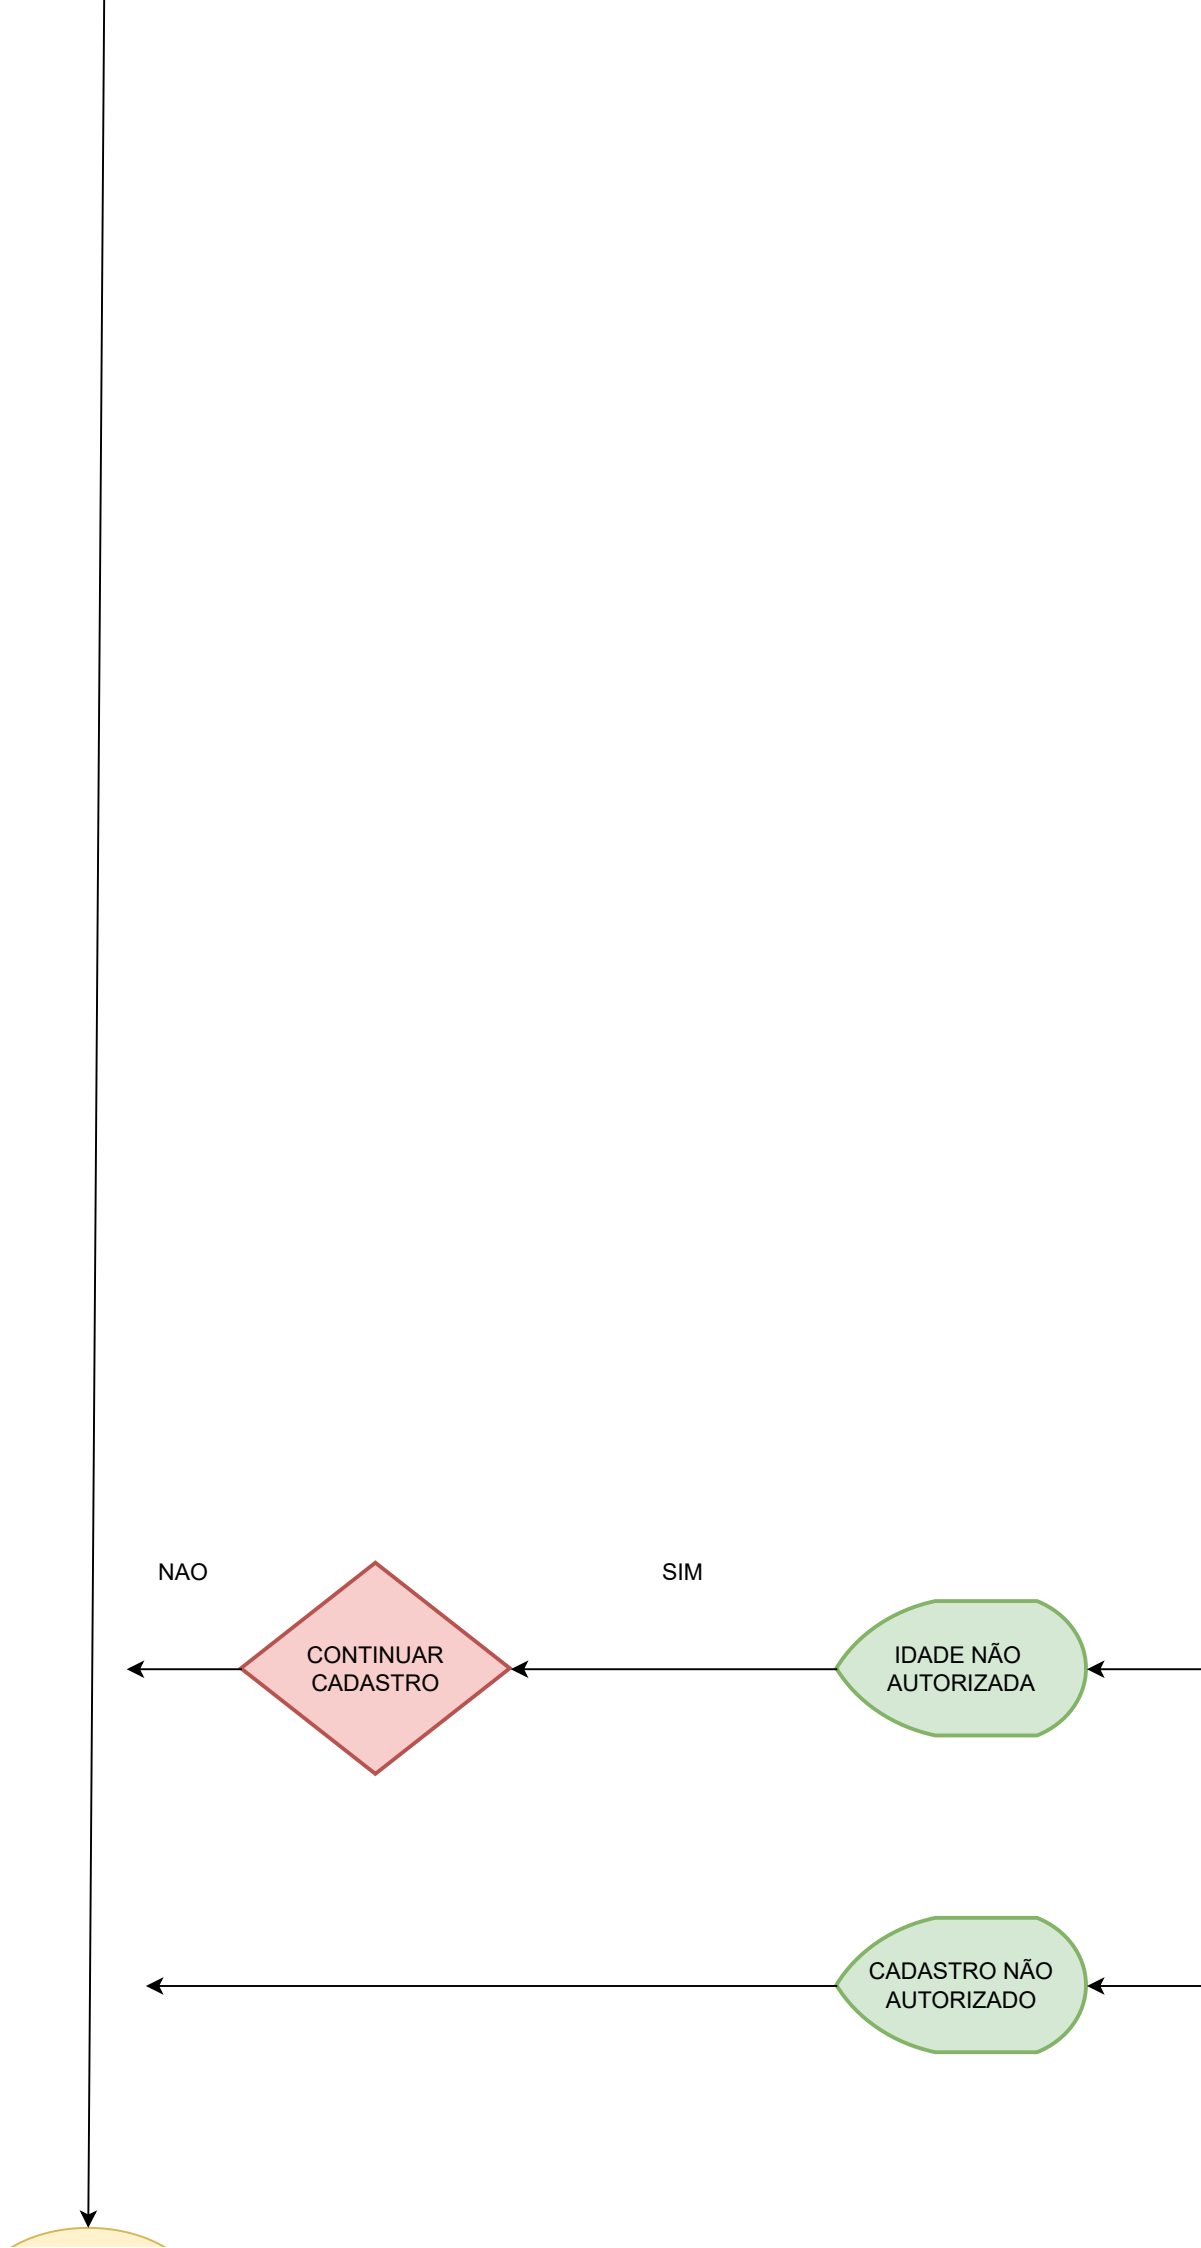 NAO
SIM
CONTINUAR
CADASTRO
IDADE NÃO
AUTORIZADA
CADASTRO NÃO
AUTORIZADO